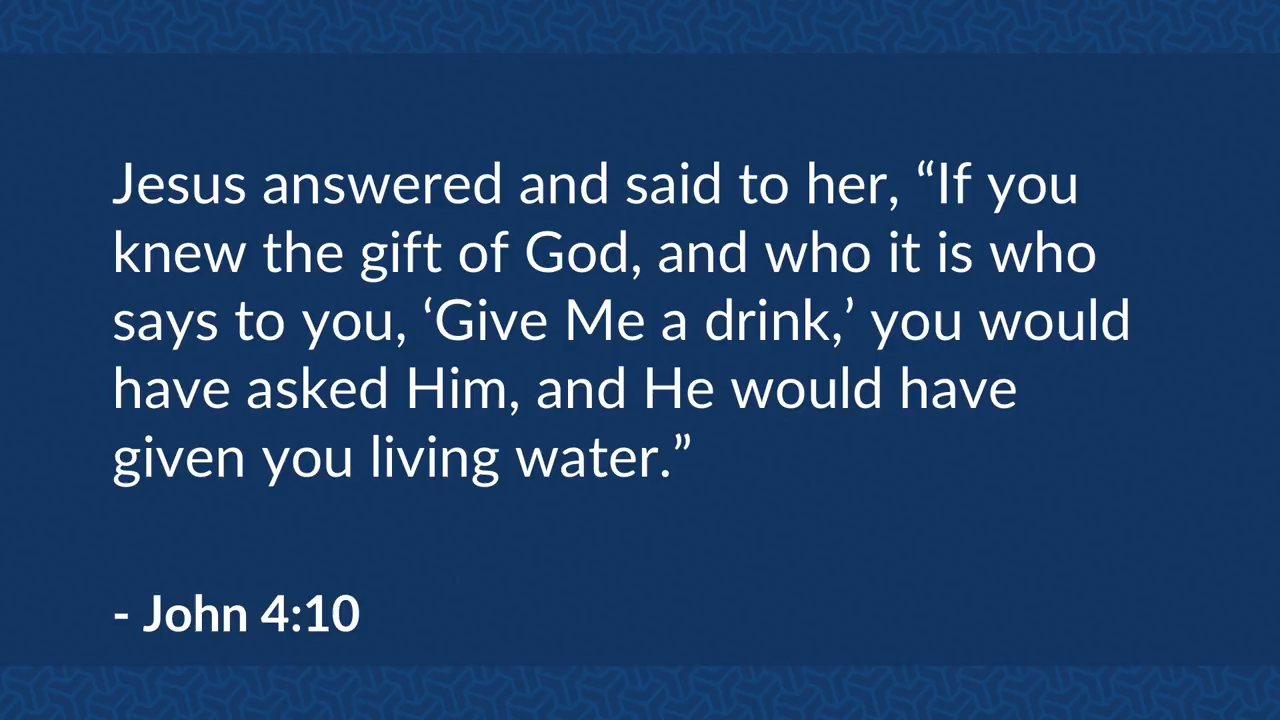 Jesus answered and said to her, “If you
knew the gift of God, and who it is who
says to you, ‘Give Me a drink,’ you would
have asked Him, and He would have
given you living water.”
- John 4:10